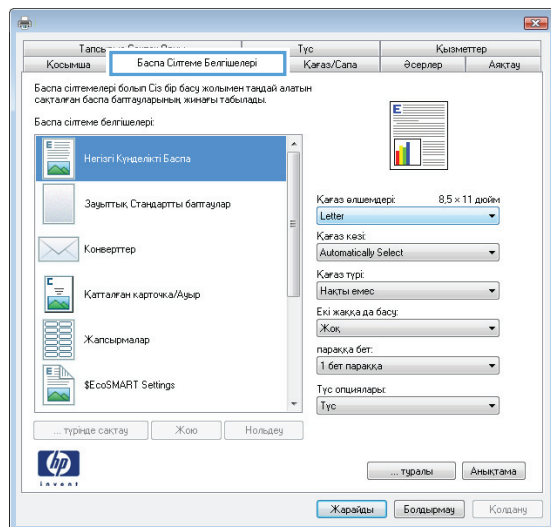 Түс
Қызметтер
Қосымша
Баспа Сілтеме Белгішелері
Қағаз/Сапа
Әсерлер
Аяқтау
Баспа сілтемелері болып Сіз бір басу жолымен таңдай алатын
сақталған баспа баптауларының жинағы табылады.
Баспа сілтеме белгішелері:
Негізгі Күнделікті Баспа
Зауыттық Стандартты баптаулар
Конверттер
Катталған карточка/Ауыр
Жапсырмалар
$EcoSMART Settings
... түрінде сақтау
Жою
Нольдеу
Қағаз өлшемдері: 8,5 × 11 дюйм
Letter
Қағаз көзі:
Automatically Select
Қағаз түрі:
Нақты емес
Екі жаққа да басу:
Жоқ
параққа бет:
1 бет параққа
Түс опциялары:
Түс
hp
invent
... туралы
Анықтама
Жарайды
Болдырмау
Қолдану